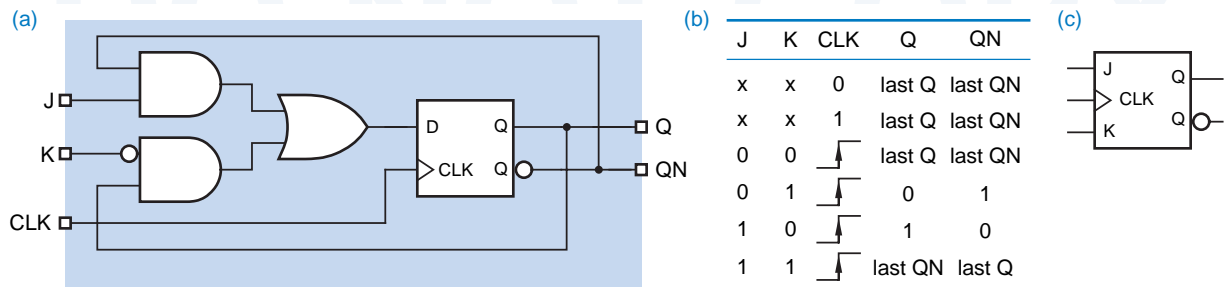 (a)
J
K
CLK
D Q
CLK Q
Q
QN
(b)
J K CLK Q QN
x x 0 last Q last QN
x x 1 last Q last QN
0 0 last Q last QN
0 1 0 1
1 0 1 0
1 1 last QN last Q
(c)
J Q
CLK
K Q